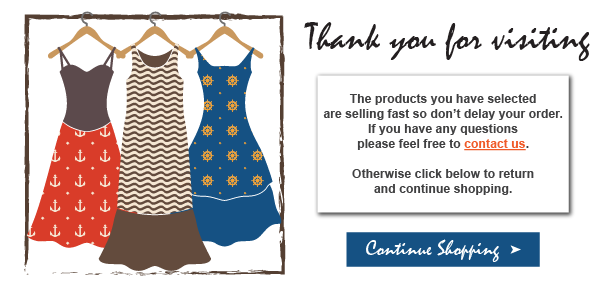 Thank you for visiting
The products you have selected
are selling fast so don't delay your order.
If you have any questions
please feel free to contact us.
Otherwise click below to return
and continue shopping.
Continue Shopping